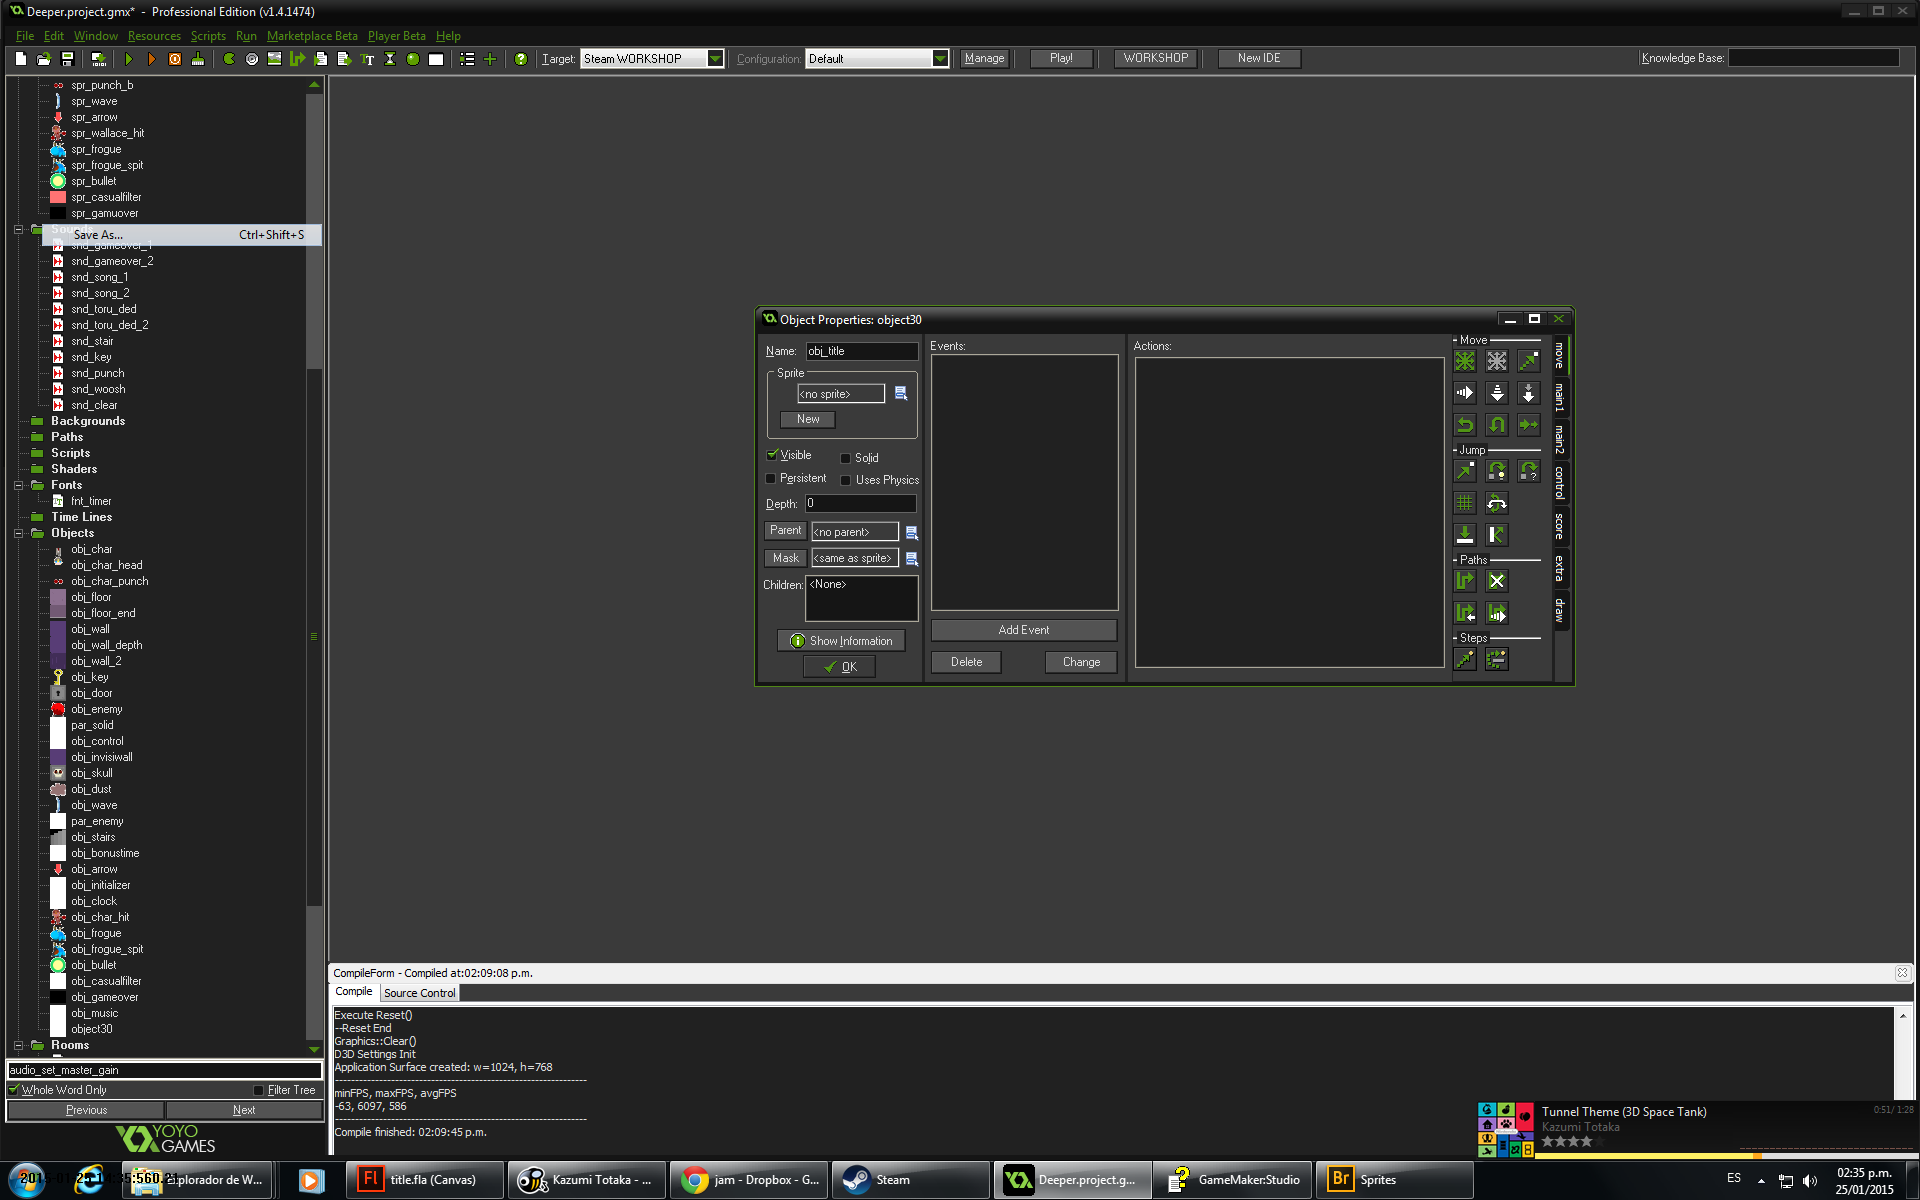 Deeper.project.gmx* - Professional Edition (v1.4.1474)
File Edit Window Resources Scripts Run Marketplace Beta Player Beta Help
Target: Steam WORKSHOP Configuration: Default Manage Play! WORKSHOP New IDE Knowledge Base:
spr_punch_b
spr_wave
spr_arrow
spr_wallace_hit
spr_frogue
spr_frogue_spit
spr_bullet
spr_casualfilter
spr_gamuover
Sounds
Save As... Ctrl+Shift+S
snd_gameover_1
snd_gameover_2
snd_song_1
snd_song_2
snd_toru_ded
snd_toru_ded_2
snd_stair
snd_key
snd_punch
snd_woosh
snd_clear
Backgrounds
Paths
Scripts
Shaders
Fonts
fnt_timer
Time Lines
Objects
obj_char
obj_char_head
obj_char_punch
obj_floor
obj_floor_end
obj_wall
obj_wall_depth
obj_wall_2
obj_key
obj_door
obj_enemy
par_solid
obj_control
obj_invisiwall
obj_skull
obj_dust
obj_wave
par_enemy
obj_stairs
obj_bonustime
obj_arrow
obj_initializer
obj_clock
obj_char_hit
obj_frogue
obj_frogue_spit
obj_bullet
obj_casualfilter
obj_gameover
obj_music
object30
Rooms
audio_set_master_gain
Whole Word Only Filter Tree
Previous Next
YOYO GAMES
Object Properties: object30
Name: obj_title
Sprite
<no sprite>
New
Visible Solid
Persistent Uses Physics
Depth: 0
Parent <no parent>
Mask <same as sprite>
Children: <None>
Show Information
OK
Events:
Add Event
Delete Change
Actions:
Move
Jump
Paths
Steps
move
main1
main2
control
score
extra
draw
CompileForm - Compiled at:02:09:08 p.m.
Compile Source Control
Execute Reset()
--Reset End
Graphics::Clear()
D3D Settings Init
Application Surface created: w=1024, h=768
minFPS, maxFPS, avgFPS
-63, 6097, 586
Compile finished: 02:09:45 p.m.
Tunnel Theme (3D Space Tank) 0:51/ 1:28
Kazumi Totaka
Explorador de W...
title.fla (Canvas)
Kazumi Totaka - ...
jam - Dropbox - G...
Steam
Deeper.project.g...
GameMaker:Studio
Sprites
ES
02:35 p.m.
25/01/2015